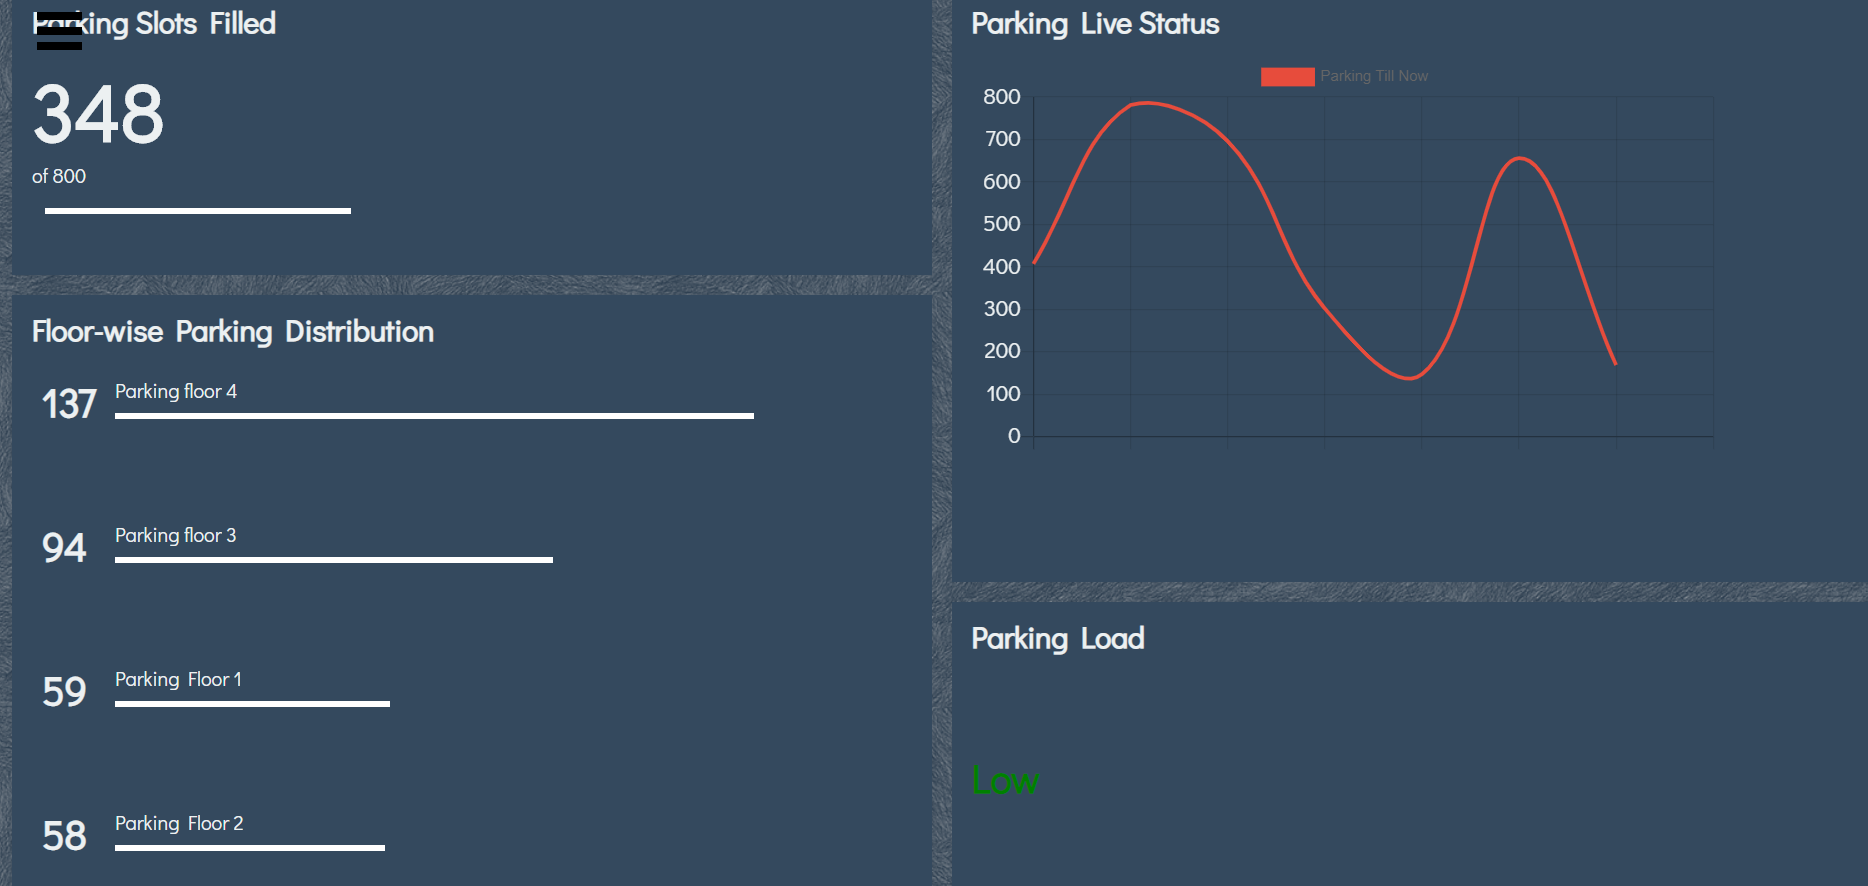 Parking Slots Filled
348
of 800
Floor-wise Parking Distribution
137 Parking floor 4
94 Parking floor 3
59 Parking Floor 1
58 Parking Floor 2
Parking Live Status
Parking Till Now
800
700
600
500
400
300
200
100
0
Parking Load
Low